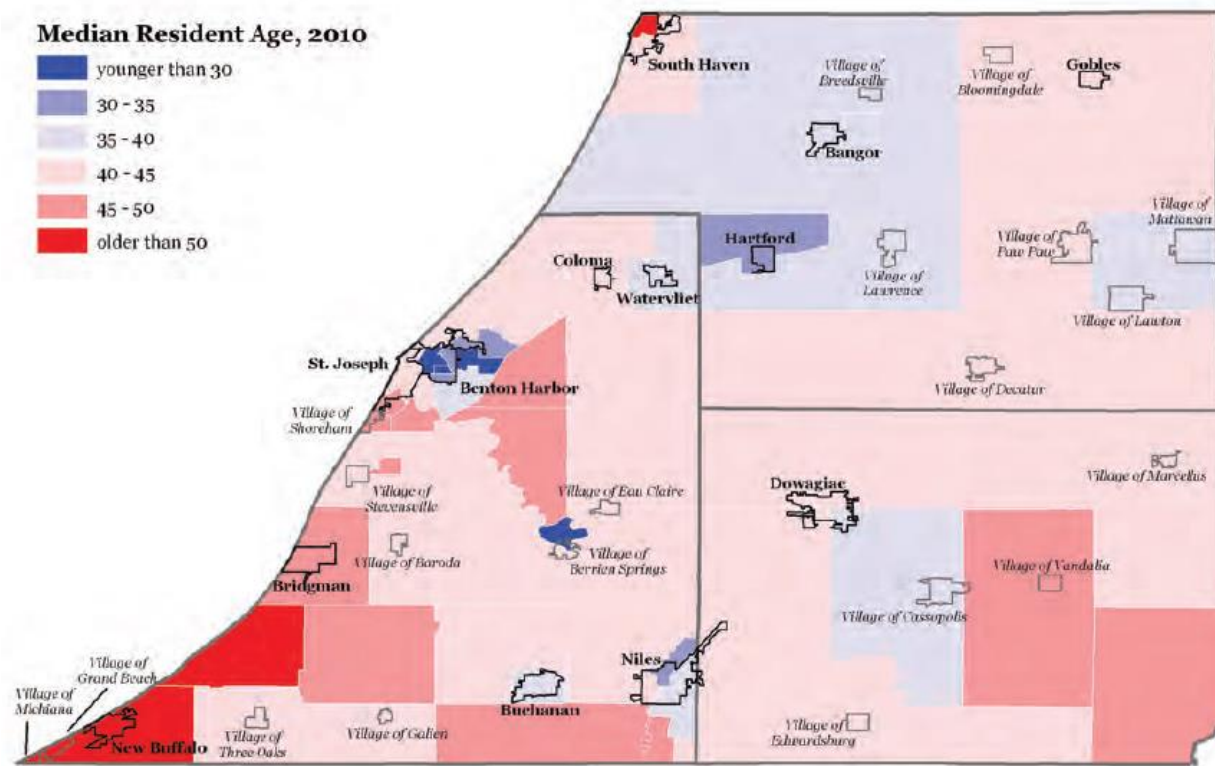 Median Resident Age, 2010
younger than 30
30 - 35
35 - 40
40 - 45
45 - 50
older than 50
South Haven
Village of
Breedsville
Village of
Bloomingdale
Gobles
Bangor
Village of
Mattawan
Hartford
Village of
Lawrence
Village of
Paw Paw
Coloma
Watervliet
Village of Lawton
St. Joseph
Benton Harbor
Village of Decatur
Village of
Shoreham
Village of
Stevensville
Village of Eau Claire
Dowagiac
Village of Marcellus
Village of Baroda
Village of
Berrien Springs
Village of Vandalia
Bridgman
Village of Cassopolis
Village of
Grand Beach
Village of
Michiana
Niles
Buchanan
New Buffalo
Village of
Three Oaks
Village of Galien
Village of
Edwardsburg